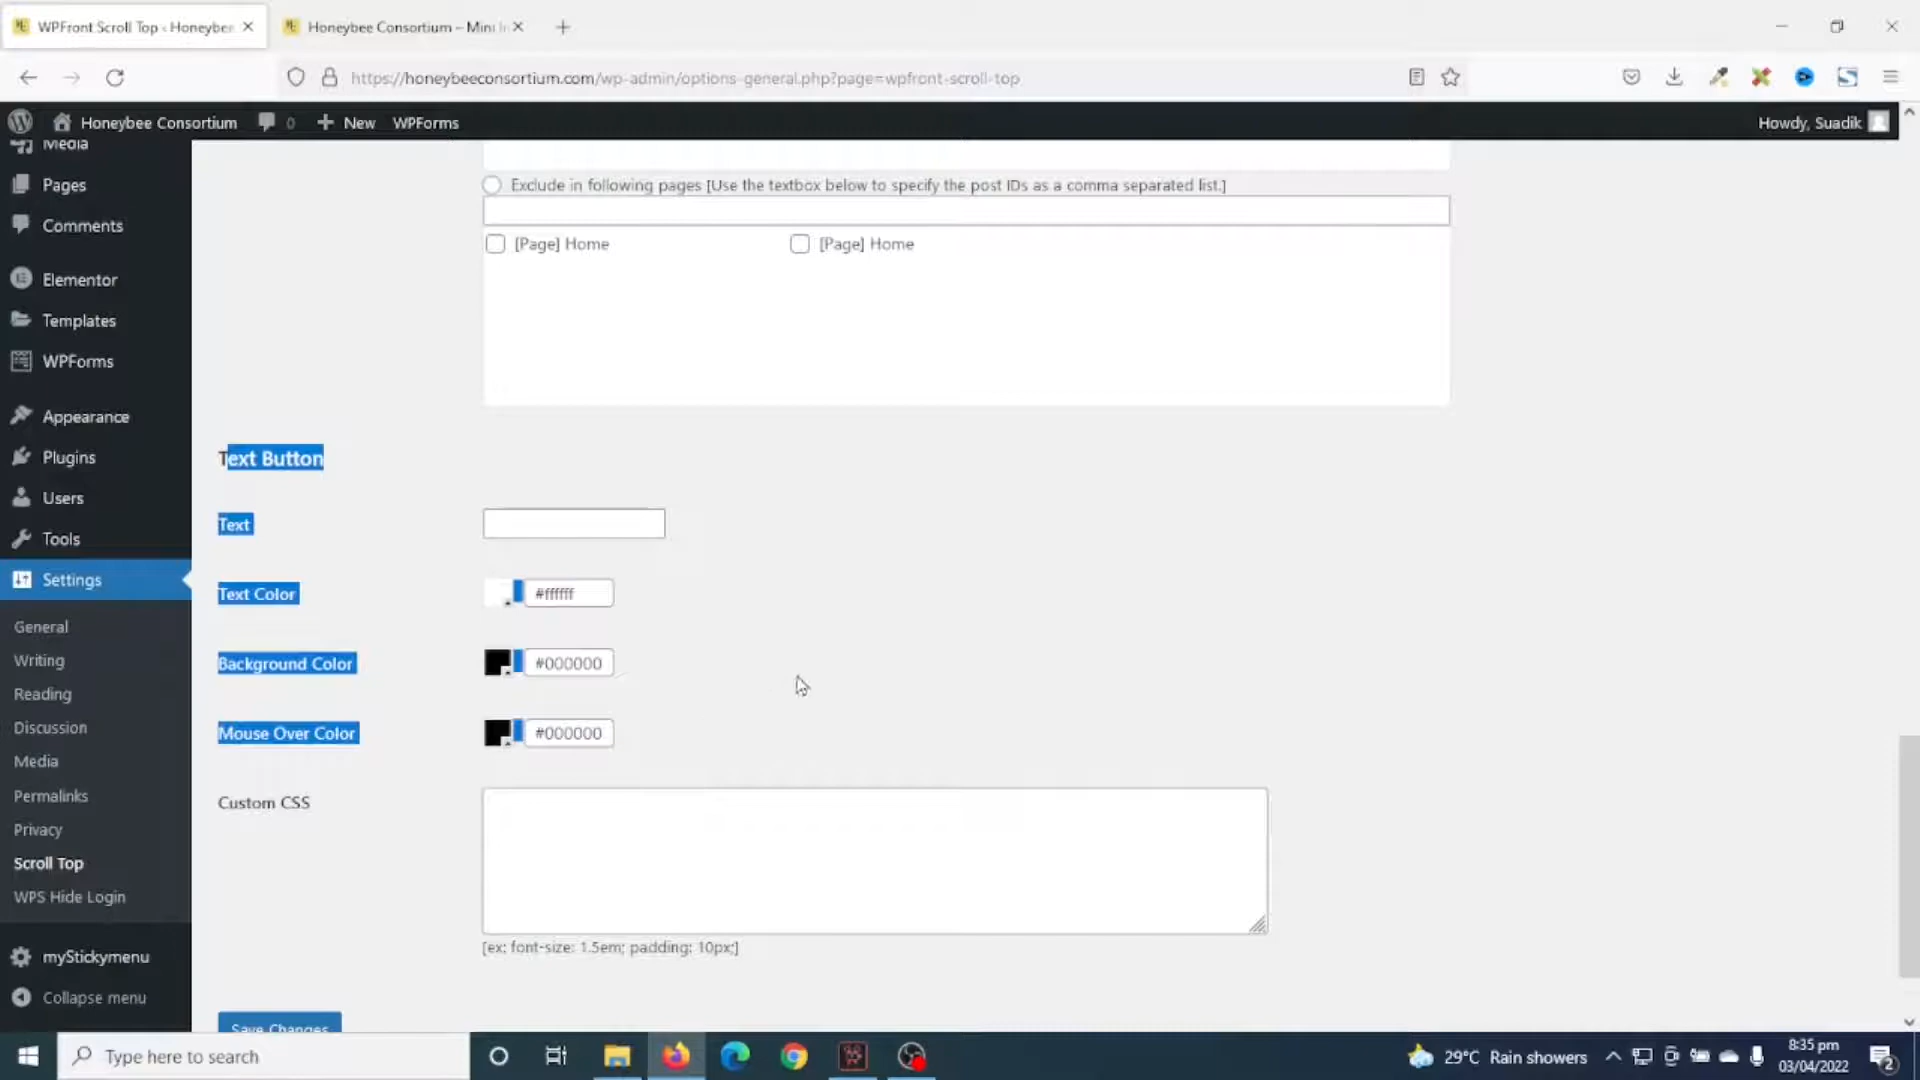 WPFront Scroll Top ‹ Honeybee
Honeybee Consortium – Mini
https://honeybeeconsortium.com/wp-admin/options-general.php?page=wpfront-scroll-top
Honeybee Consortium
0
New
WPForms
Howdy, Suadik
Media
Pages
Comments
Elementor
Templates
WPForms
Appearance
Plugins
Users
Tools
Settings
General
Writing
Reading
Discussion
Media
Permalinks
Privacy
Scroll Top
WPS Hide Login
myStickymenu
Collapse menu
Exclude in following pages [Use the textbox below to specify the post IDs as a comma separated list.]
[Page] Home
[Page] Home
Text Button
Text
Text Color
#ffffff
Background Color
#000000
Mouse Over Color
#000000
Custom CSS
[ex: font-size: 1.5em; padding: 10px;]
Save Changes
Type here to search
29°C Rain showers
8:35 pm
03/04/2022
2